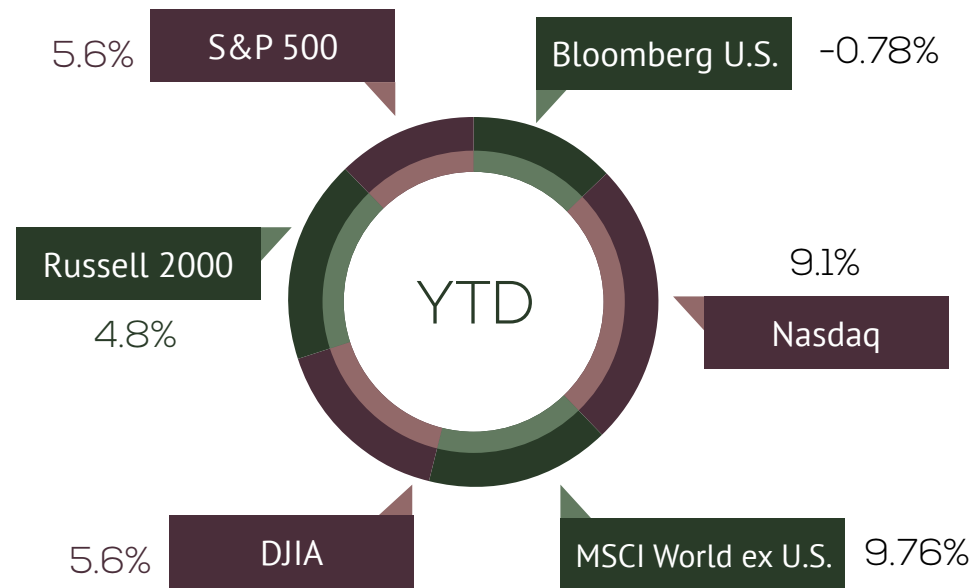 5.6%
S&P 500
Bloomberg U.S.
-0.78%
Russell 2000
4.8%
YTD
9.1%
Nasdaq
5.6%
DJIA
MSCI World ex U.S.
9.76%